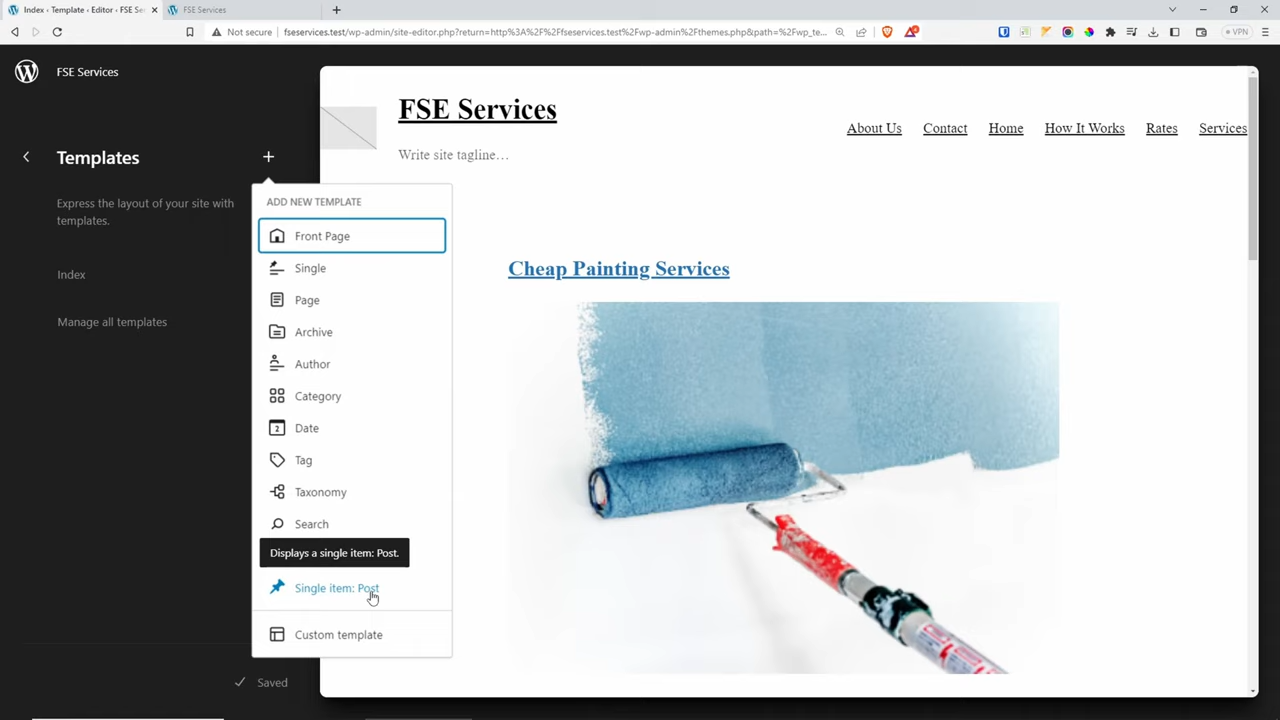 Index ‹ Template ‹ Editor ‹ FSE Se
FSE Services
Not secure
fseservices.test/wp-admin/site-editor.php?return=http%3A%2F%2Ffseservices.test%2Fwp-admin%2Fthemes.php&path=%2Fwp_te...
VPN
FSE Services
Templates
Express the layout of your site with
templates.
Index
Manage all templates
Saved
ADD NEW TEMPLATE
Front Page
Single
Page
Archive
Author
Category
Date
Tag
Taxonomy
Search
Displays a single item: Post.
Single item: Post
Custom template
FSE Services
Write site tagline…
About Us
Contact
Home
How It Works
Rates
Services
Cheap Painting Services